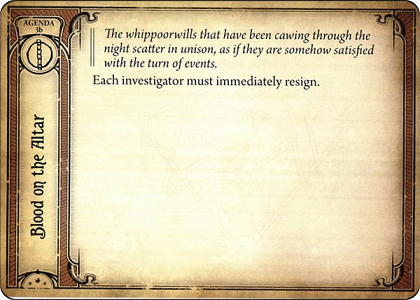 AGENDA
3b
Blood on the Altar
The whippoorwills that have been cawing through the
night scatter in unison, as if they are somehow satisfied
with the turn of events.
Each investigator must immediately resign.